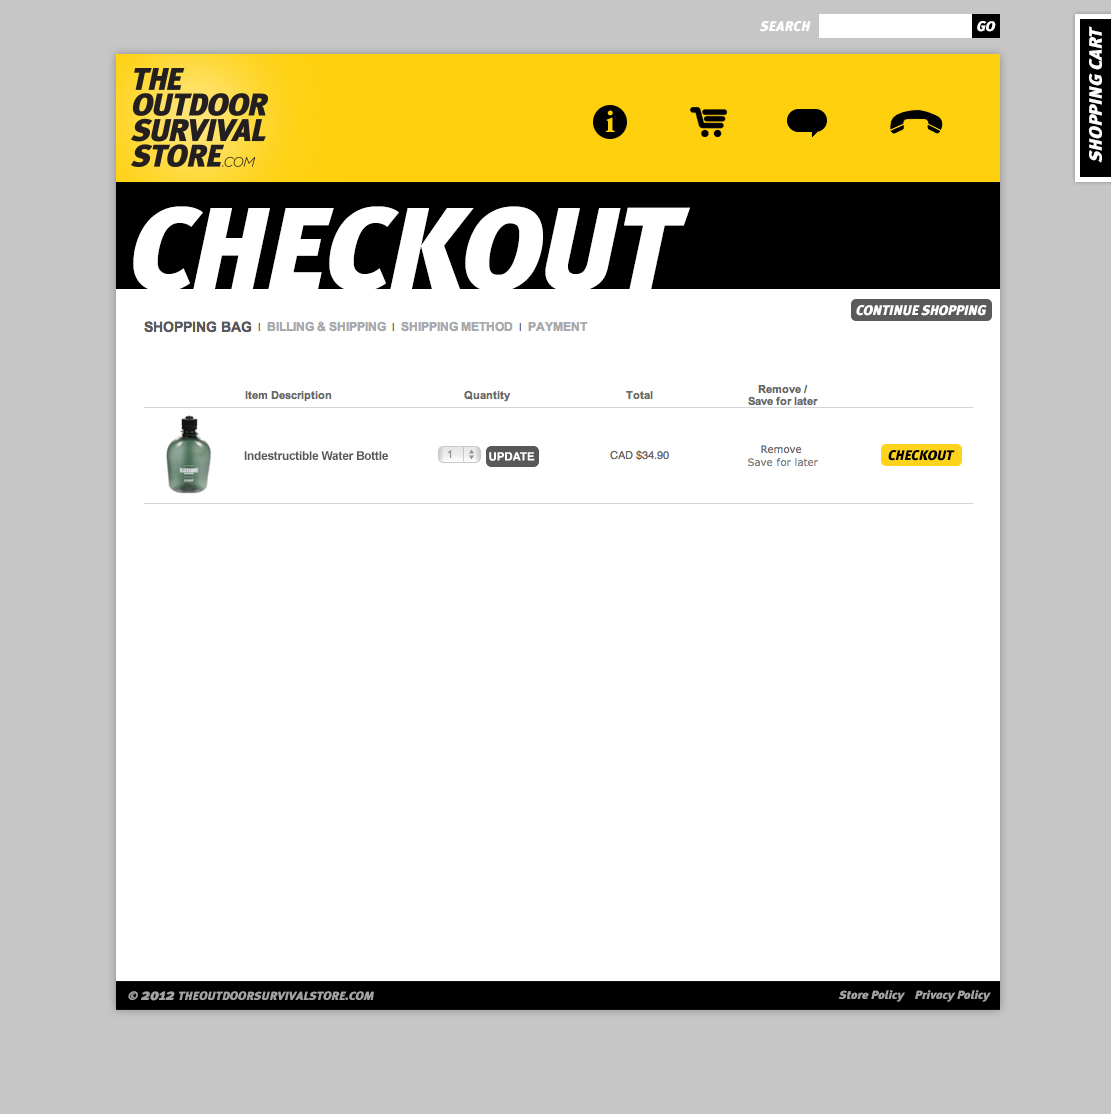 SEARCH GO
SHOPPING CART
THE
OUTDOOR
SURVIVAL
STORE.COM
i
CHECKOUT
CONTINUE SHOPPING
SHOPPING BAG | BILLING & SHIPPING | SHIPPING METHOD | PAYMENT
Item Description Quantity Total Remove /
Save for later
Indestructible Water Bottle 1 UPDATE CAD $34.90 Remove
Save for later
CHECKOUT
© 2012 THEOUTDOORSURVIVALSTORE.COM Store Policy Privacy Policy